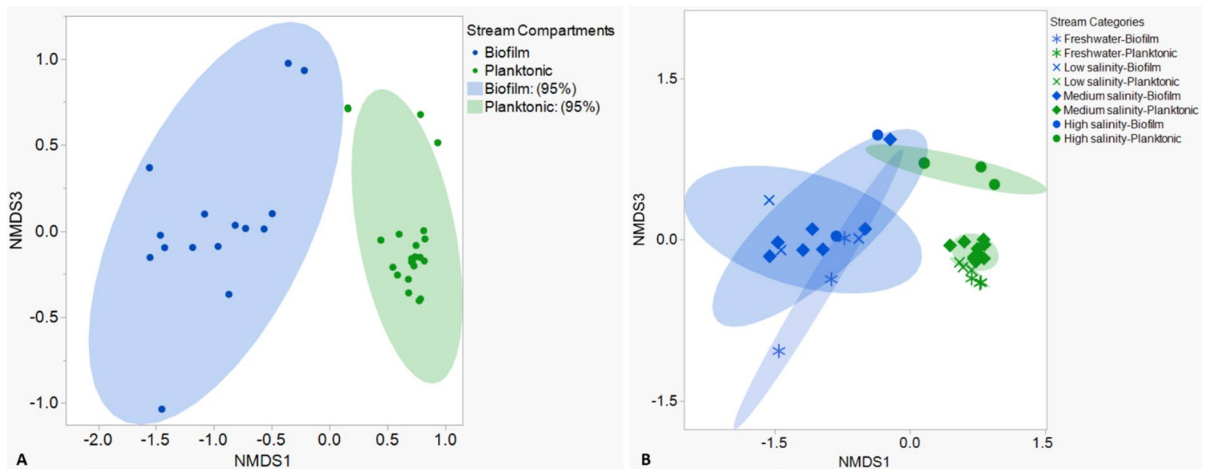 Stream Compartments
Biofilm
Planktonic
Biofilm: (95%)
Planktonic: (95%)
NMDS3
1.0
0.5
0.0
-0.5
-1.0
-2.0 -1.5 -1.0 -0.5 0.0 0.5 1.0
NMDS1
A
Stream Categories
Freshwater-Biofilm
Freshwater-Planktonic
Low salinity-Biofilm
Low salinity-Planktonic
Medium salinity-Biofilm
Medium salinity-Planktonic
High salinity-Biofilm
High salinity-Planktonic
NMDS3
1.5
0.0
-1.5
-1.5 0.0 1.5
NMDS1
B